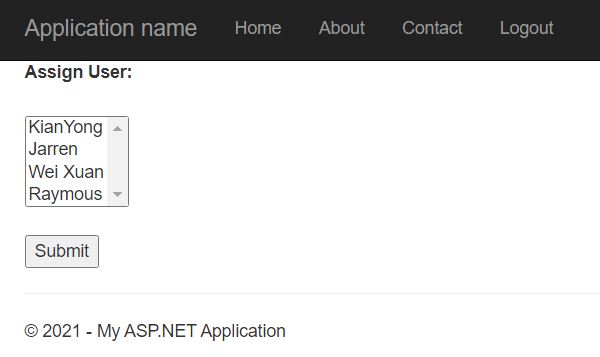 Application name Home About Contact Logout
Assign User:
KianYong
Jarren
Wei Xuan
Raymous
Submit
© 2021 - My ASP.NET Application